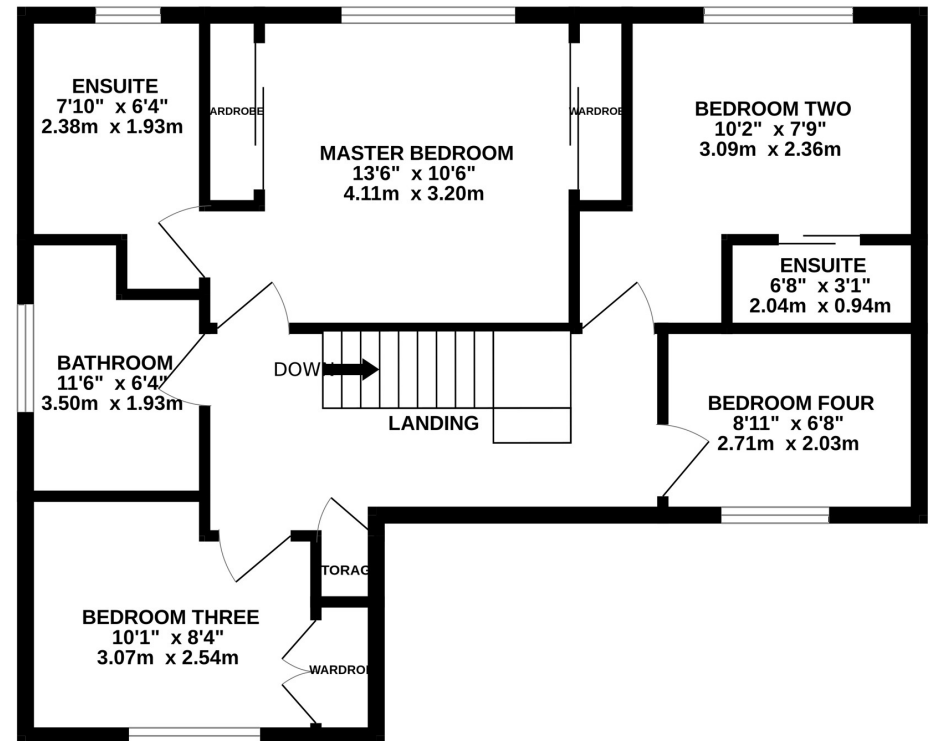 ENSUITE
7'10" x 6'4"
2.38m x 1.93m
ARDROBE
MASTER BEDROOM
13'6" x 10'6"
4.11m x 3.20m
WARDROBE
BEDROOM TWO
10'2" x 7'9"
3.09m x 2.36m
ENSUITE
6'8" x 3'1"
2.04m x 0.94m
BATHROOM
11'6" x 6'4"
3.50m x 1.93m
DOWN
LANDING
BEDROOM FOUR
8'11" x 6'8"
2.71m x 2.03m
TORAG
BEDROOM THREE
10'1" x 8'4"
3.07m x 2.54m
WARDROB